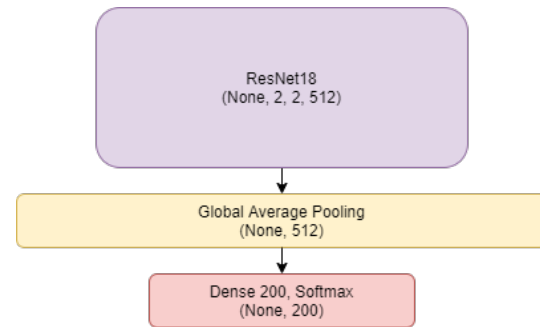 ResNet18
(None, 2, 2, 512)
Global Average Pooling
(None, 512)
Dense 200, Softmax
(None, 200)